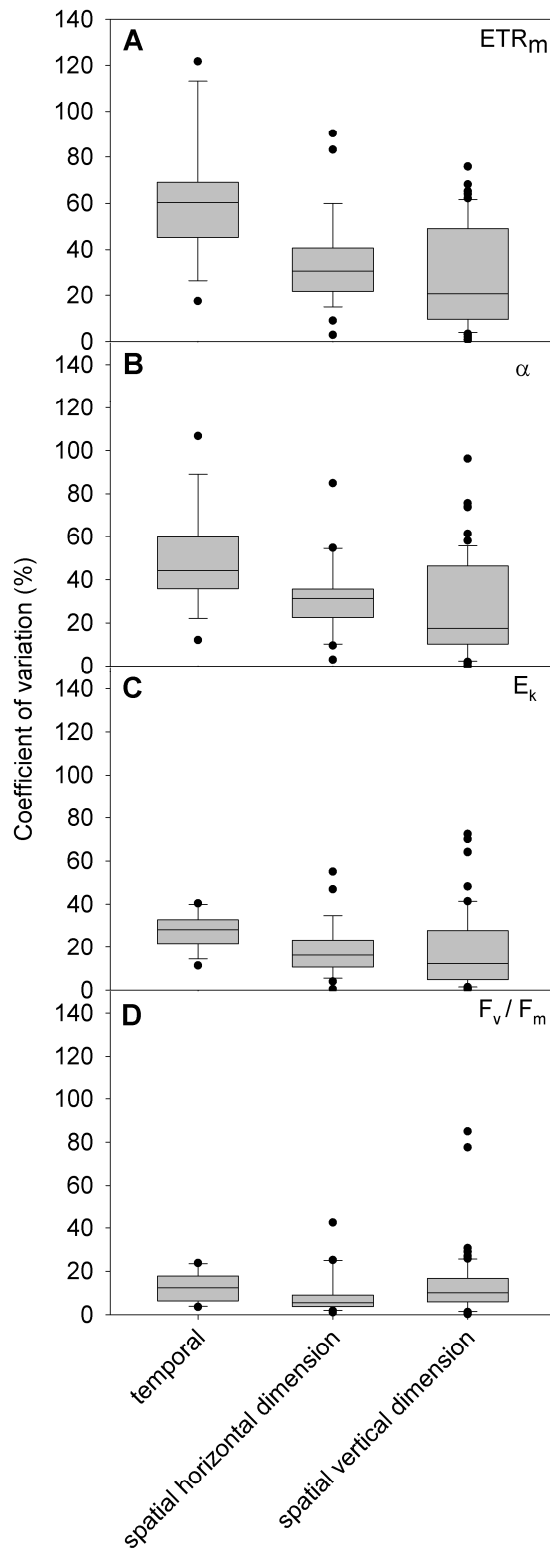 Coefficient of variation (%)
A
ETRm
140
120
100
80
60
40
20
0
B
α
140
120
100
80
60
40
20
0
C
Ek
140
120
100
80
60
40
20
0
D
Fv / Fm
140
120
100
80
60
40
20
0
temporal
spatial horizontal dimension
spatial vertical dimension